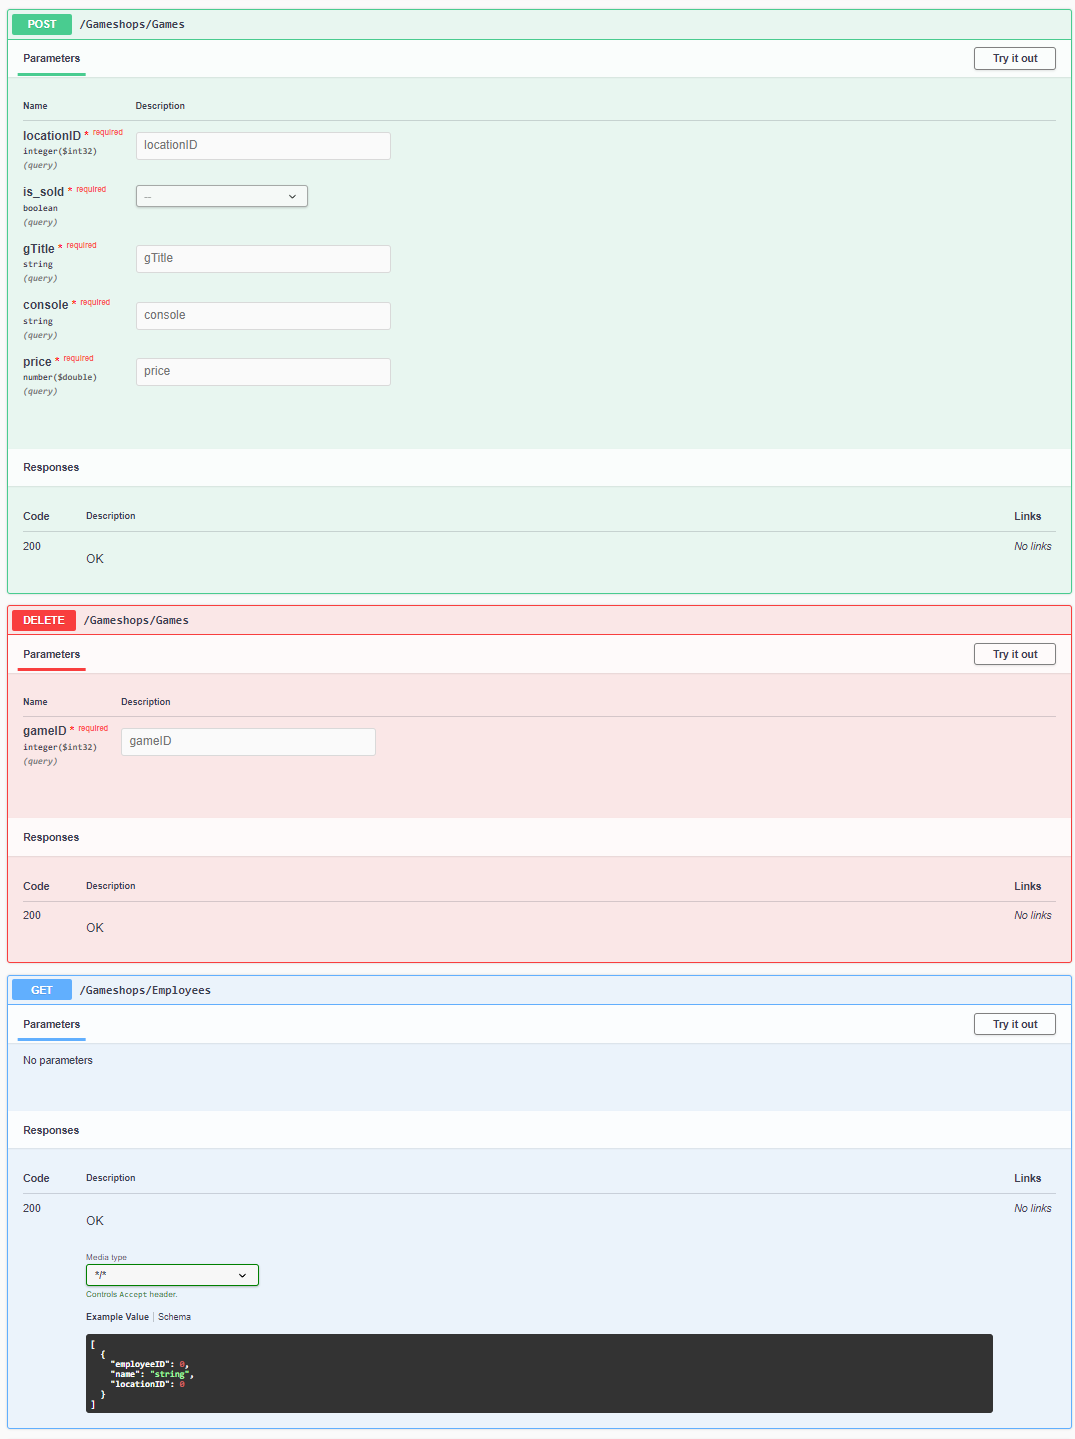 POST /Gameshops/Games
Parameters
Try it out
Name Description
locationID * required
integer($int32)
(query)
locationID
is_sold * required
boolean
(query)
--
gTitle * required
string
(query)
gTitle
console * required
string
(query)
console
price * required
number($double)
(query)
price
Responses
Code Description Links
200 No links
OK
DELETE /Gameshops/Games
Parameters
Try it out
Name Description
gameID * required
integer($int32)
(query)
gameID
Responses
Code Description Links
200 No links
OK
GET /Gameshops/Employees
Parameters
Try it out
No parameters
Responses
Code Description Links
200 No links
OK
Media type
*/*
Controls Accept header.
Example Value | Schema
[
  {
    "employeeID": 0,
    "name": "string",
    "locationID": 0
  }
]